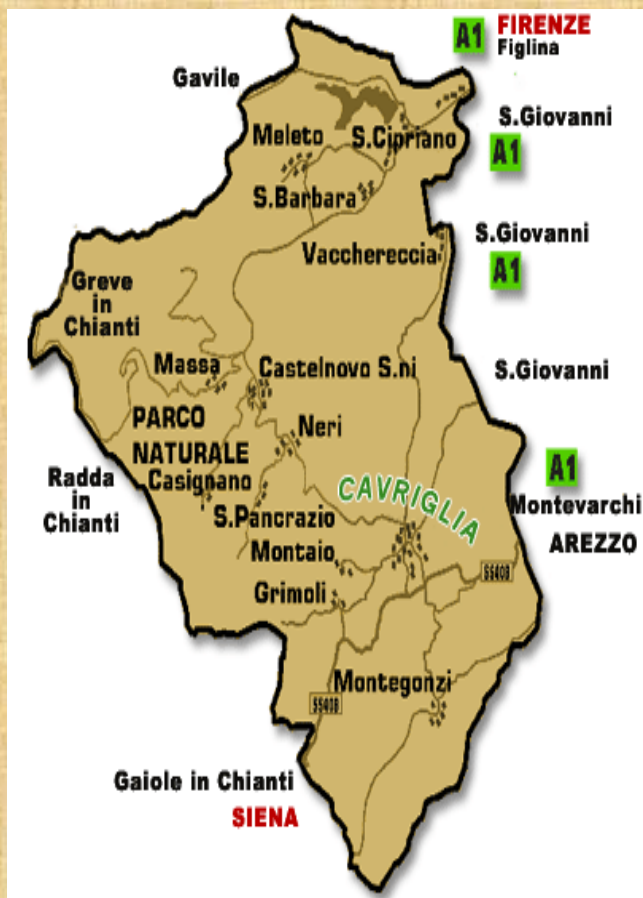 A1 FIRENZE
Figlina
Gavile
S.Giovanni
A1
Meleto
S.Cipriano
S.Barbara
S.Giovanni
A1
Vacchereccia
Greve
in
Chianti
Massa
Castelnovo S.ni
S.Giovanni
PARCO
NATURALE
Neri
A1
Radda
in
Chianti
Casignano
CAVRIGLIA
Montevarchi
S.Pancrazio
AREZZO
Montaio
SS408
Grimoli
Montegonzi
SS408
Gaiole in Chianti
SIENA